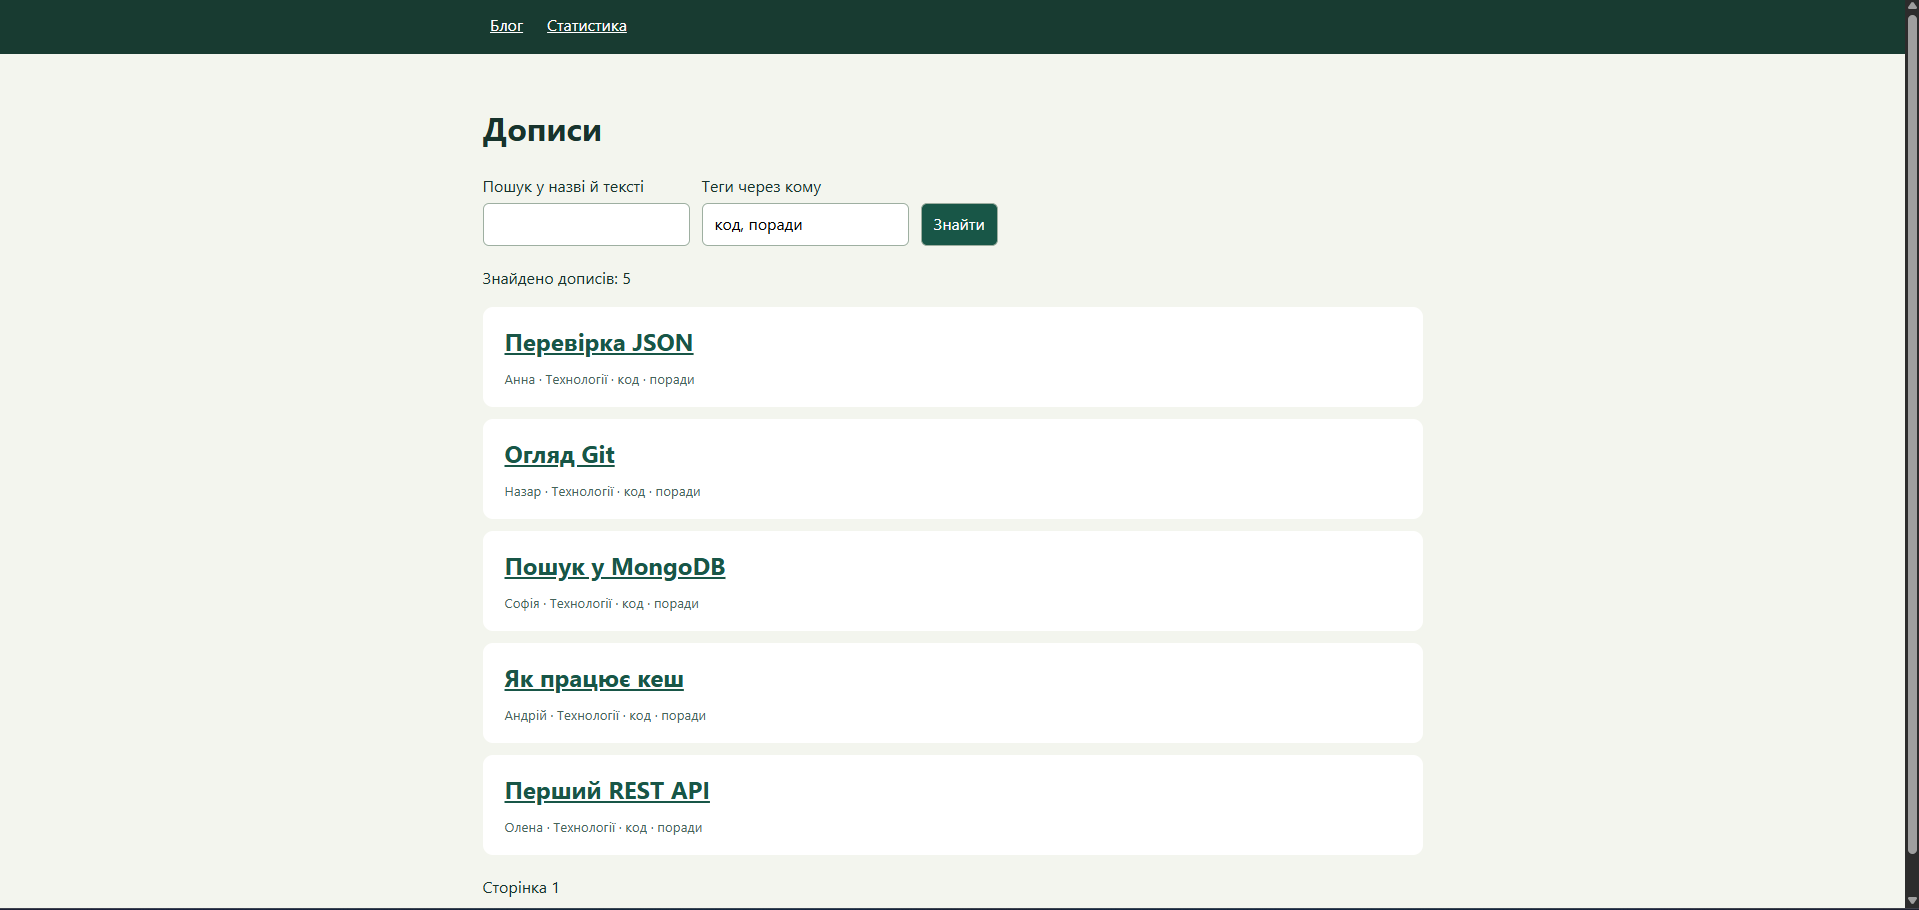 Блог Статистика
Дописи
Пошук у назві й тексті Теги через кому
код, поради Знайти
Знайдено дописів: 5
Перевірка JSON
Анна · Технології · код · поради
Огляд Git
Назар · Технології · код · поради
Пошук у MongoDB
Софія · Технології · код · поради
Як працює кеш
Андрій · Технології · код · поради
Перший REST API
Олена · Технології · код · поради
Сторінка 1